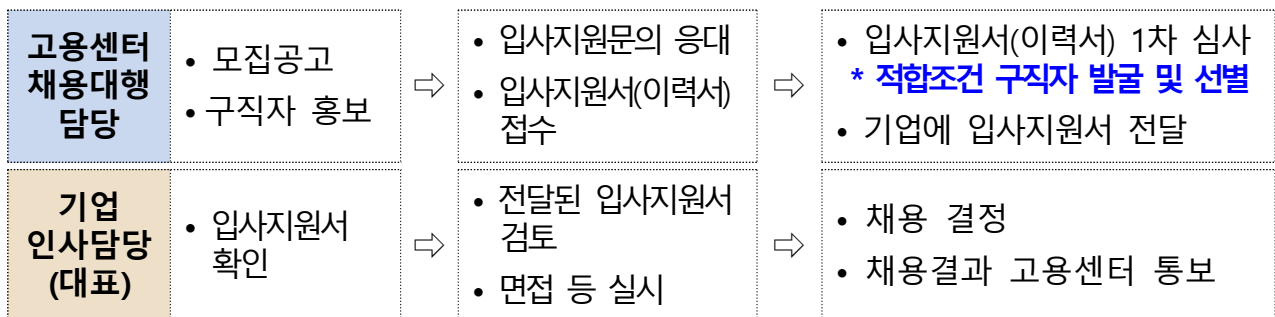 고용센터
채용대행
담당
• 모집공고
• 구직자 홍보
⇨
• 입사지원문의 응대
• 입사지원서(이력서)
접수
⇨
• 입사지원서(이력서) 1차 심사
* 적합조건 구직자 발굴 및 선별
• 기업에 입사지원서 전달
기업
인사담당
(대표)
• 입사지원서
확인
⇨
• 전달된 입사지원서
검토
• 면접 등 실시
⇨
• 채용 결정
• 채용결과 고용센터 통보